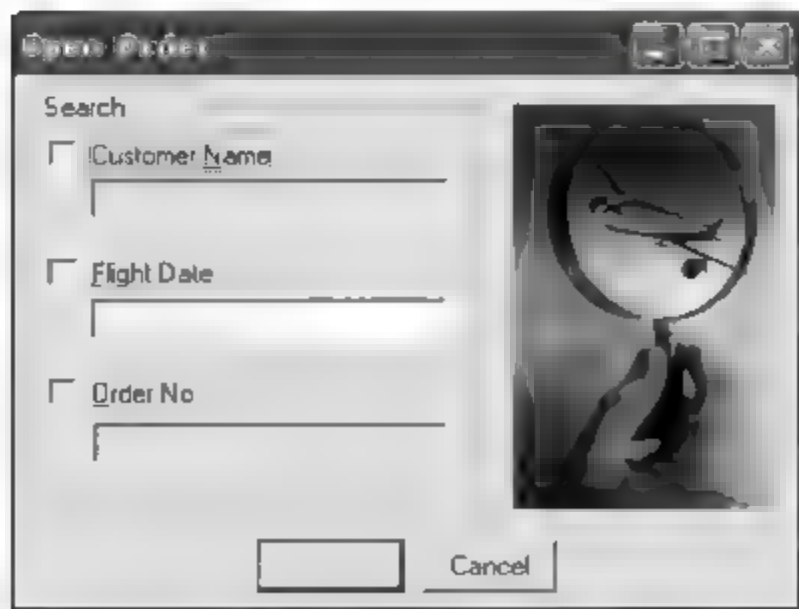 Open Order
Search
Customer Name
Flight Date
Order No
Cancel